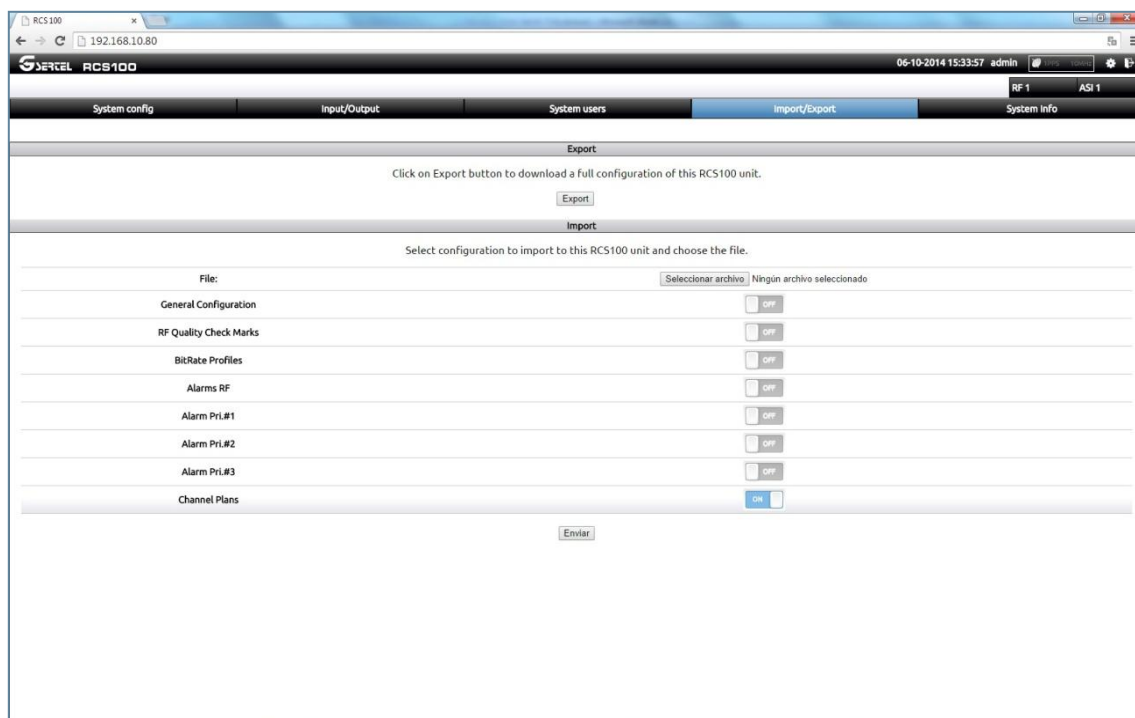 RCS100
192.168.10.80
SERTEL RCS100
06-10-2014 15:33:57 admin 1PPS 10MHz
RF 1 ASI 1
System config Input/Output System users Import/Export System info
Export
Click on Export button to download a full configuration of this RCS100 unit.
Export
Import
Select configuration to import to this RCS100 unit and choose the file.
File: Seleccionar archivo Ningún archivo seleccionado
General Configuration OFF
RF Quality Check Marks OFF
BitRate Profiles OFF
Alarms RF OFF
Alarm Pri.#1 OFF
Alarm Pri.#2 OFF
Alarm Pri.#3 OFF
Channel Plans ON
Enviar